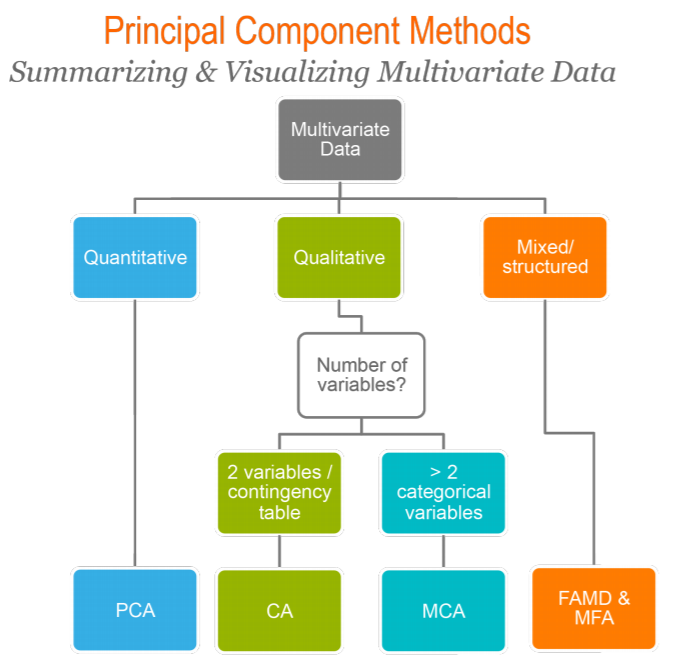 Principal Component Methods
Summarizing & Visualizing Multivariate Data
Multivariate
Data
Quantitative
Qualitative
Mixed/
structured
Number of
variables?
2 variables /
contingency
table
> 2
categorical
variables
PCA
CA
MCA
FAMD &
MFA